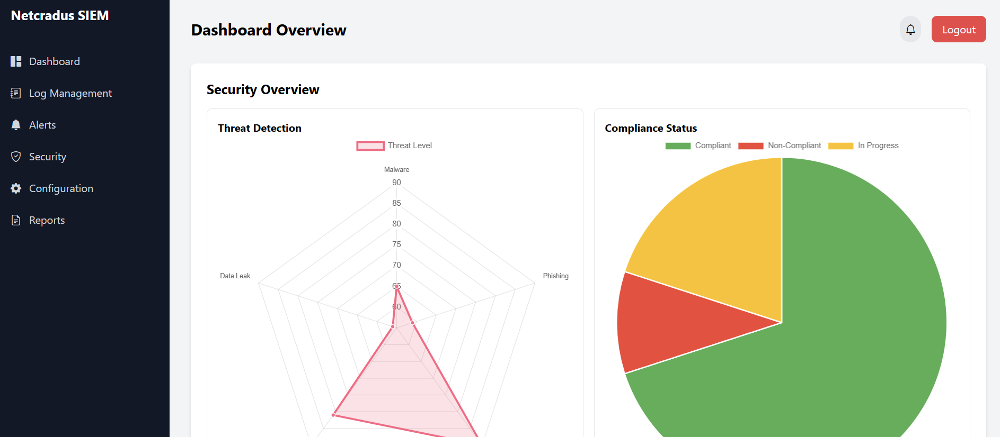 Netcradus SIEM
Dashboard
Log Management
Alerts
Security
Configuration
Reports
Dashboard Overview
Logout
Security Overview
Threat Detection
Threat Level
Malware
90
85
80
75
70
65
60
Data Leak
Phishing
Compliance Status
Compliant
Non-Compliant
In Progress